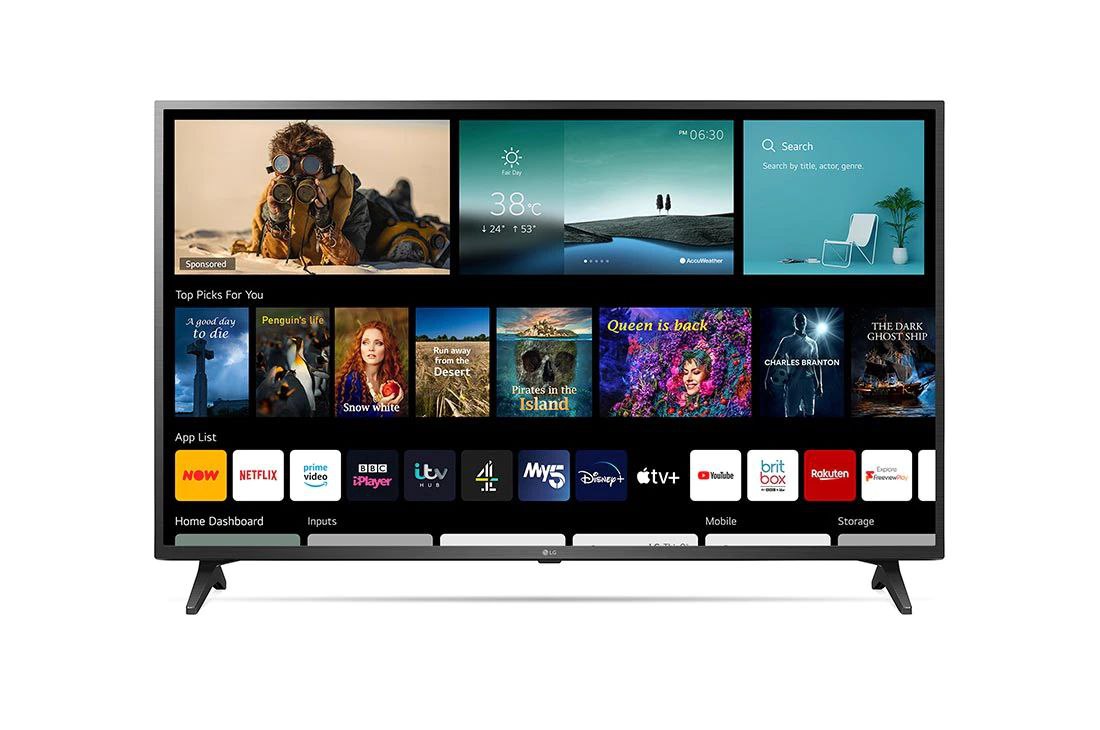 Sponsored
Fair Day
38°C
↓ 24° ↑ 53°
PM 06:30
AccuWeather
Search
Search by title, actor, genre.
Top Picks For You
A good day
to die
Penguin's life
Snow white
Run away
from the
Desert
Pirates in the
Island
Queen is back
CHARLES BRANTON
THE DARK
GHOST SHIP
App List
NOW
NETFLIX
prime
video
BBC
iPlayer
itv
HUB
4
My5
Disney+
tv+
YouTube
brit
box
Rakuten
Explore
FreeviewPlay
Home Dashboard
Inputs
Mobile
Storage
LG